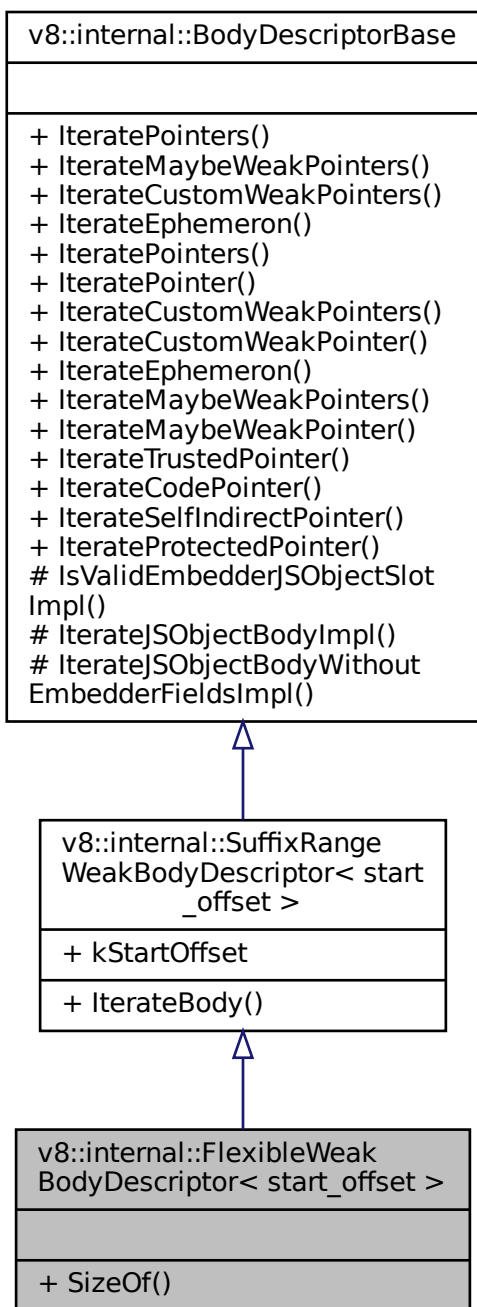 v8::internal::BodyDescriptorBase
+ IteratePointers()
+ IterateMaybeWeakPointers()
+ IterateCustomWeakPointers()
+ IterateEphemeron()
+ IteratePointers()
+ IteratePointer()
+ IterateCustomWeakPointers()
+ IterateCustomWeakPointer()
+ IterateEphemeron()
+ IterateMaybeWeakPointers()
+ IterateMaybeWeakPointer()
+ IterateTrustedPointer()
+ IterateCodePointer()
+ IterateSelfIndirectPointer()
+ IterateProtectedPointer()
# IsValidEmbedderJSObjectSlot
Impl()
# IterateJSObjectBodyImpl()
# IterateJSObjectBodyWithout
EmbedderFieldsImpl()
v8::internal::SuffixRange
WeakBodyDescriptor< start
_offset >
+ kStartOffset
+ IterateBody()
v8::internal::FlexibleWeak
BodyDescriptor< start_offset >
+ SizeOf()